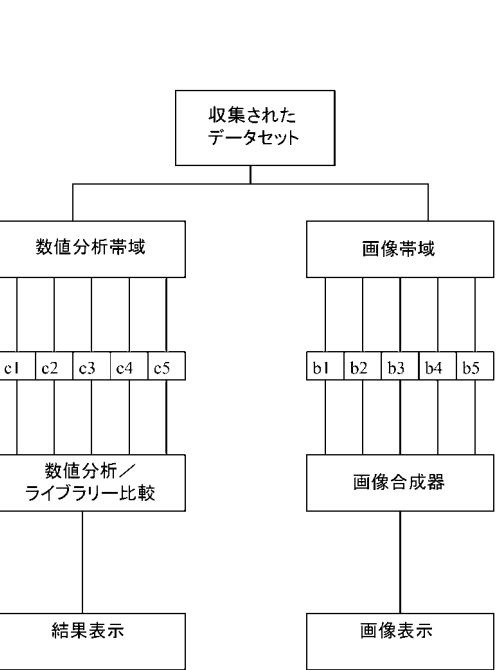 収集された
データセット
数値分析帯域
画像帯域
c1 c2 c3 c4 c5
b1 b2 b3 b4 b5
数値分析／
ライブラリー比較
画像合成器
結果表示
画像表示